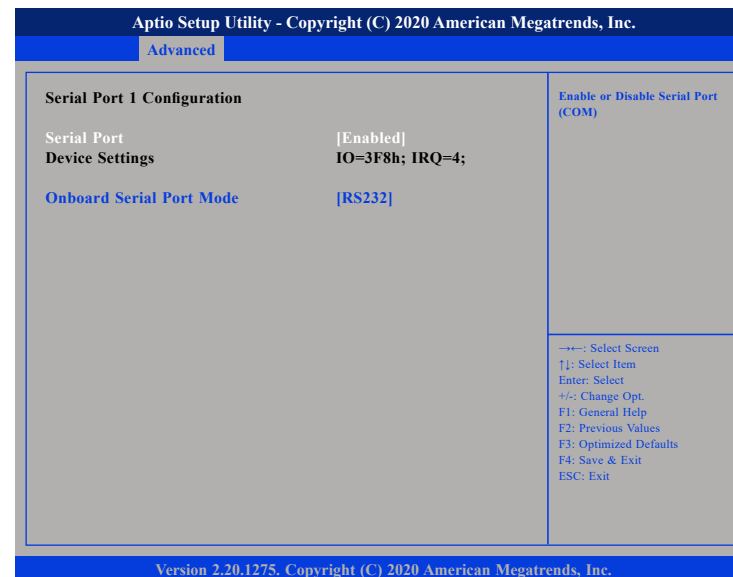 Aptio Setup Utility - Copyright (C) 2020 American Megatrends, Inc.
Advanced
Serial Port 1 Configuration
Serial Port [Enabled]
Device Settings IO=3F8h; IRQ=4;
Onboard Serial Port Mode [RS232]
Enable or Disable Serial Port
(COM)
→←: Select Screen
↑↓: Select Item
Enter: Select
+/-: Change Opt.
F1: General Help
F2: Previous Values
F3: Optimized Defaults
F4: Save & Exit
ESC: Exit
Version 2.20.1275. Copyright (C) 2020 American Megatrends, Inc.